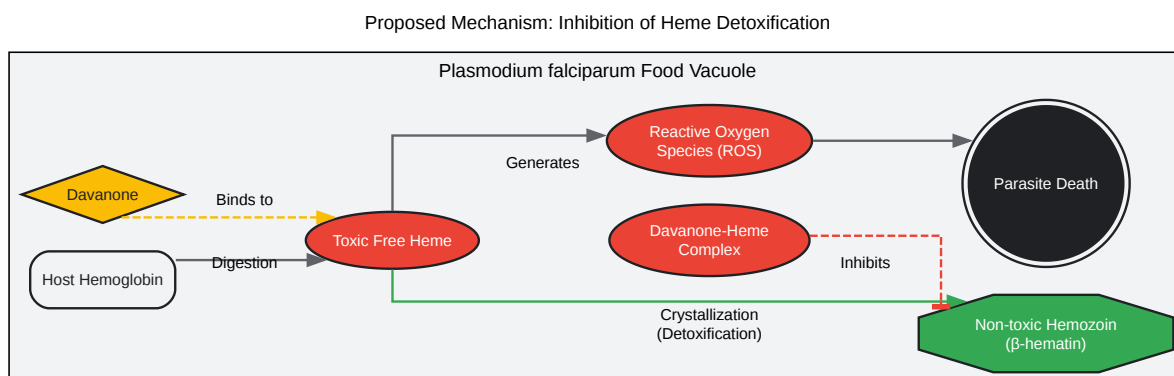 Proposed Mechanism: Inhibition of Heme Detoxification
Plasmodium falciparum Food Vacuole
Reactive Oxygen
Species (ROS)
Generates
Parasite Death
Davanone
Binds to
Toxic Free Heme
Davanone-Heme
Complex
Inhibits
Host Hemoglobin
Digestion
Crystallization
(Detoxification)
Non-toxic Hemozoin
(β-hematin)